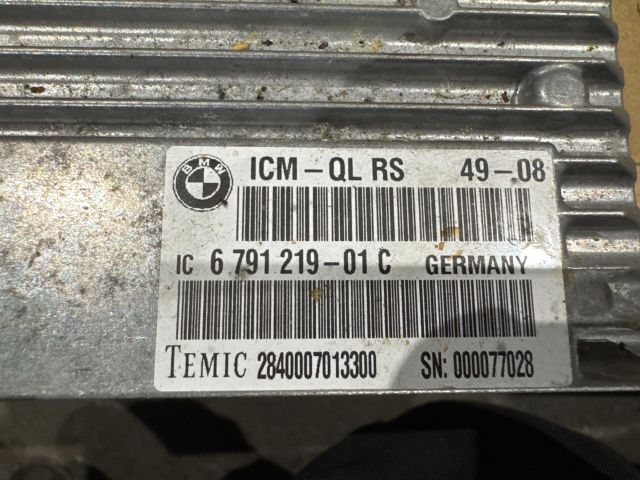 BMW
ICM-QL RS 49-08
IC 6 791 219-01 C GERMANY
TEMIC 2840007013300 SN: 000077028